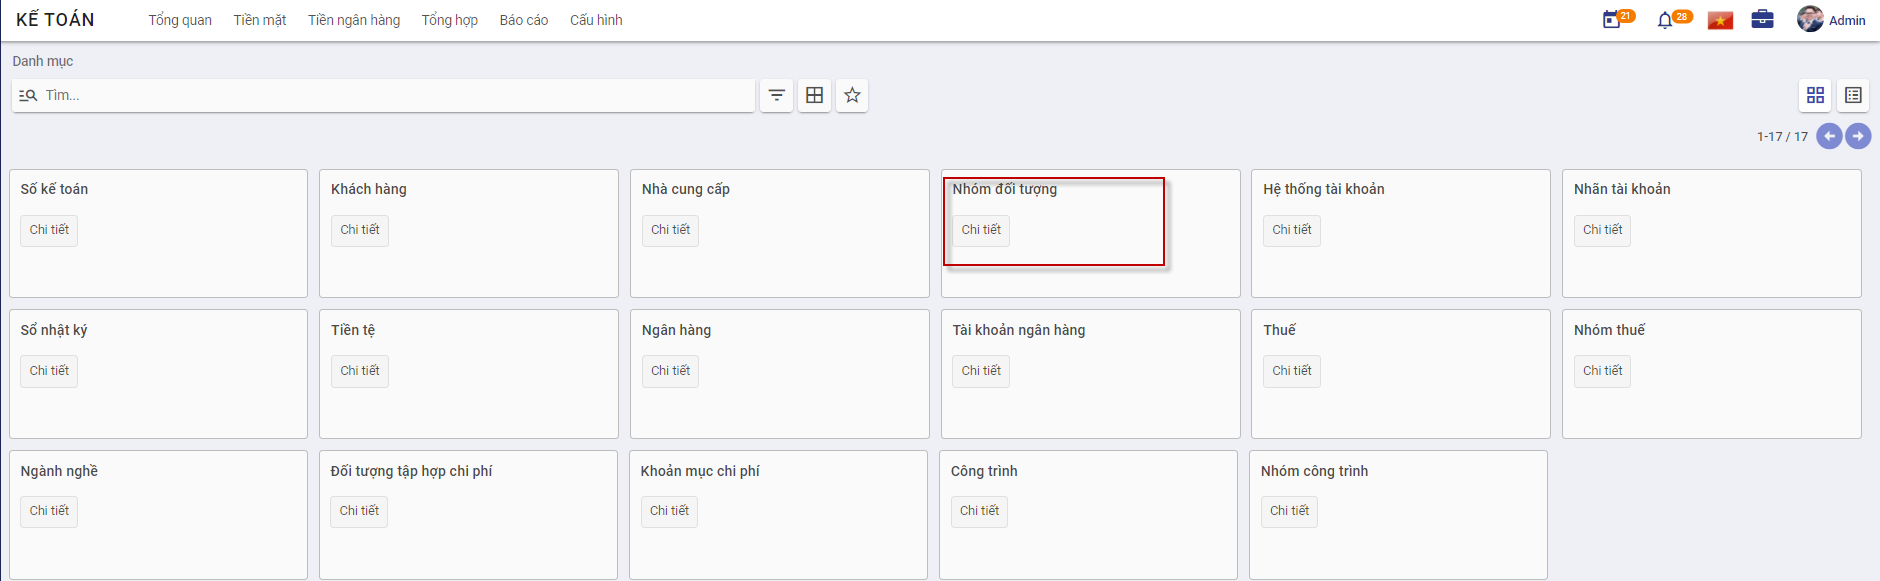 KẾ TOÁN Tổng quan Tiền mặt Tiền ngân hàng Tổng hợp Báo cáo Cấu hình 21 28 Admin
Danh mục
Tìm...
1-17 / 17
Số kế toán Khách hàng Nhà cung cấp Nhóm đối tượng Hệ thống tài khoản Nhãn tài khoản
Chi tiết Chi tiết Chi tiết Chi tiết Chi tiết Chi tiết
Sổ nhật ký Tiền tệ Ngân hàng Tài khoản ngân hàng Thuế Nhóm thuế
Chi tiết Chi tiết Chi tiết Chi tiết Chi tiết Chi tiết
Ngành nghề Đối tượng tập hợp chi phí Khoản mục chi phí Công trình Nhóm công trình
Chi tiết Chi tiết Chi tiết Chi tiết Chi tiết